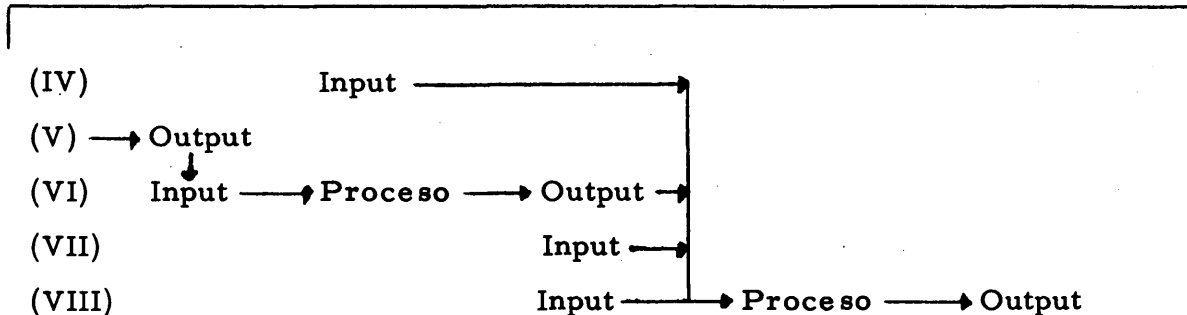 (IV) Input
(V) Output
(VI) Input Proceso Output
(VII) Input
(VIII) Input Proceso Output